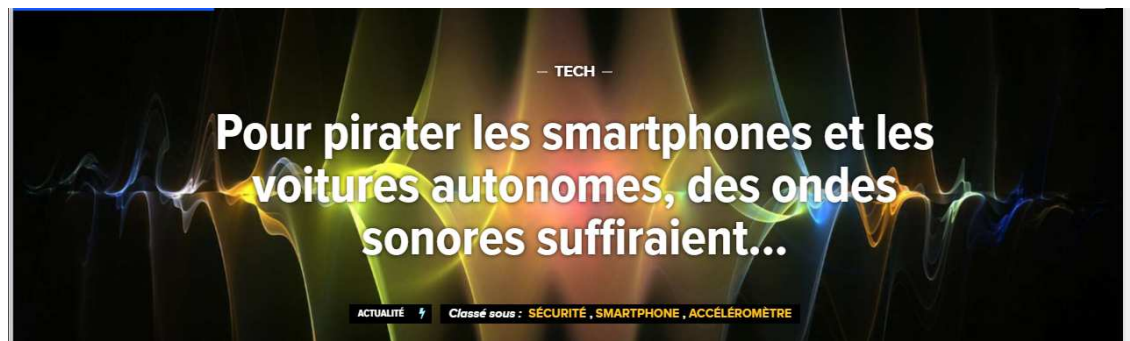 — TECH —
Pour pirater les smartphones et les
voitures autonomes, des ondes
sonores suffiraient...
ACTUALITÉ Classé sous : SÉCURITÉ , SMARTPHONE , ACCÉLÉROMÈTRE